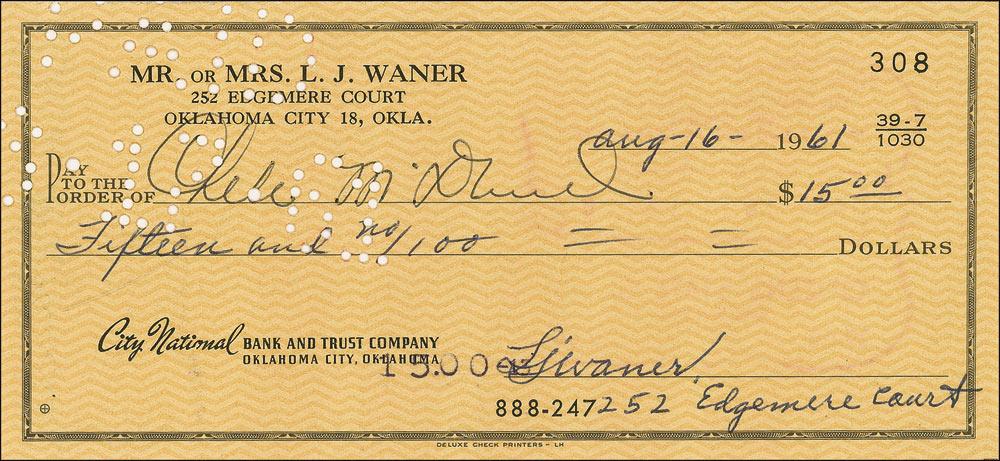 308
MR. OR MRS. L. J. WANER
252 EDGEMERE COURT
OKLAHOMA CITY 18, OKLA.
Aug-16- 1961
39-7
1030
PAY TO THE ORDER OF
$15 00
Fifteen and no/100 = = DOLLARS
City National BANK AND TRUST COMPANY
OKLAHOMA CITY, OKLAHOMA
15.00
LJWaner
888-247
252 Edgemere Court
DELUXE CHECK PRINTERS - LH